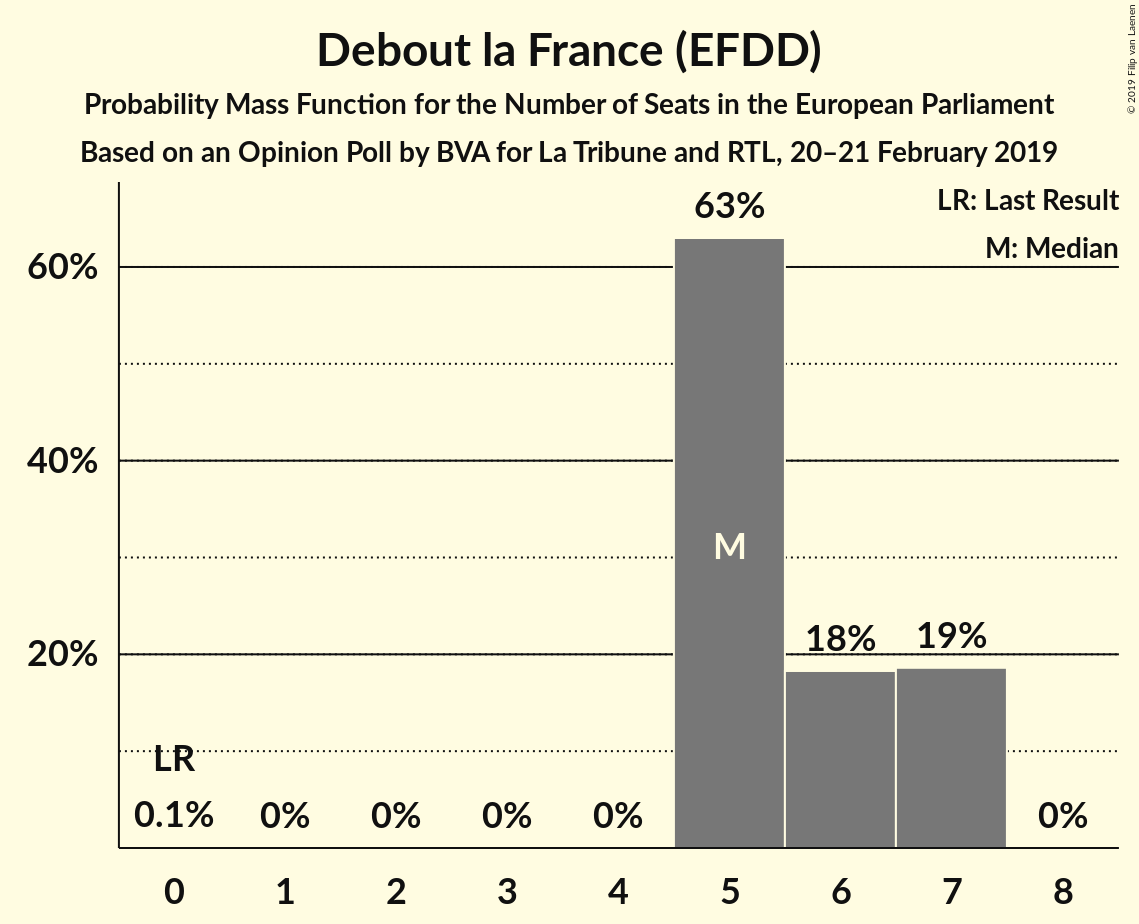 Debout la France (EFDD)
Probability Mass Function for the Number of Seats in the European Parliament
Based on an Opinion Poll by BVA for La Tribune and RTL, 20–21 February 2019
© 2019 Filip van Laenen
LR: Last Result
M: Median
63%
60%
40%
M
18% 19%
20%
LR
0.1% 0% 0% 0% 0% 0%
0 1 2 3 4 5 6 7 8